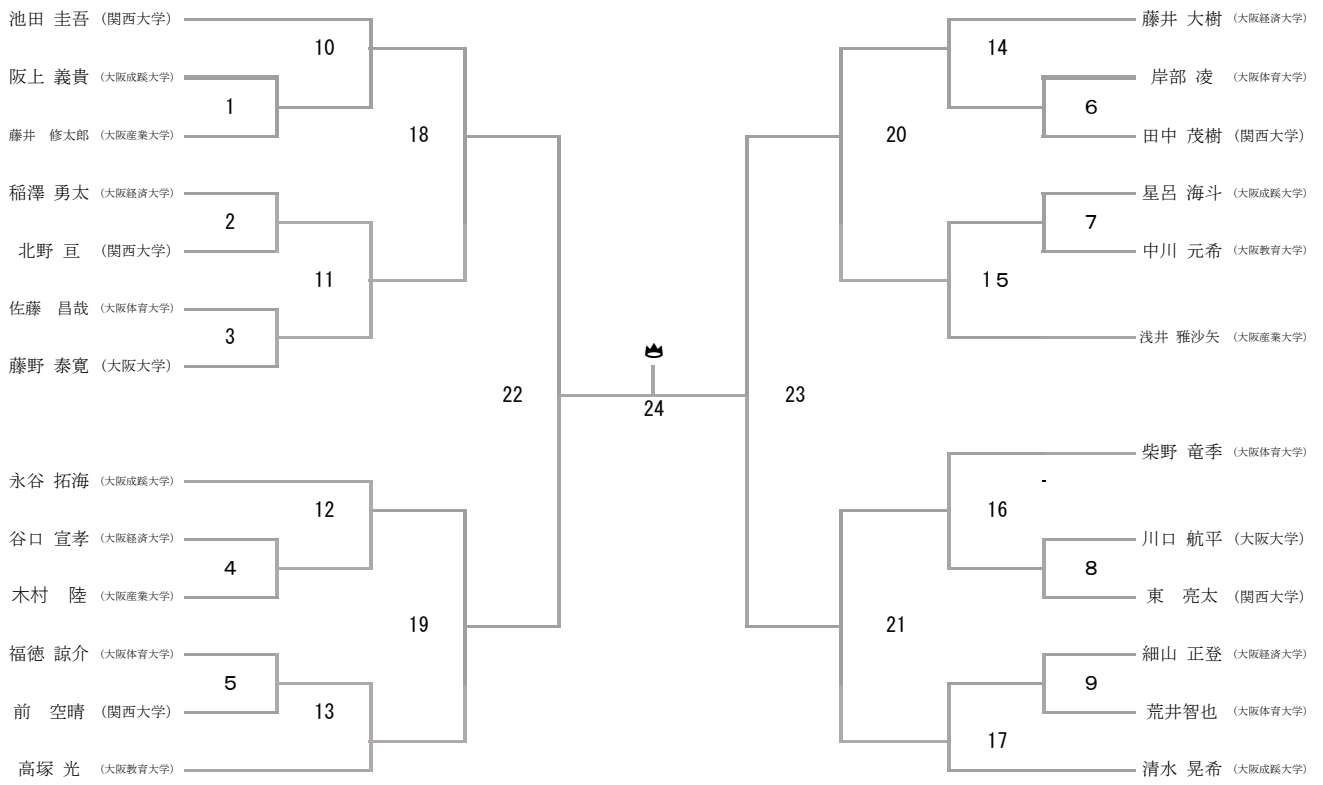 池田 圭吾 (関西大学)
10
阪上 義貴 (大阪成蹊大学)
1
藤井 修太郎 (大阪産業大学)
18
稲澤 勇太 (大阪経済大学)
2
北野 亘 (関西大学)
11
佐藤 昌哉 (大阪体育大学)
3
藤野 泰寛 (大阪大学)
22
永谷 拓海 (大阪成蹊大学)
12
谷口 宣孝 (大阪経済大学)
4
木村 陸 (大阪産業大学)
19
福徳 諒介 (大阪体育大学)
5
前 空晴 (関西大学)
13
高塚 光 (大阪教育大学)
24
藤井 大樹 (大阪経済大学)
14
岸部 凌 (大阪体育大学)
6
田中 茂樹 (関西大学)
20
星呂 海斗 (大阪成蹊大学)
7
中川 元希 (大阪教育大学)
15
浅井 雅沙矢 (大阪産業大学)
23
柴野 竜季 (大阪体育大学)
-
16
川口 航平 (大阪大学)
8
東 亮太 (関西大学)
21
細山 正登 (大阪経済大学)
9
荒井智也 (大阪体育大学)
17
清水 晃希 (大阪成蹊大学)